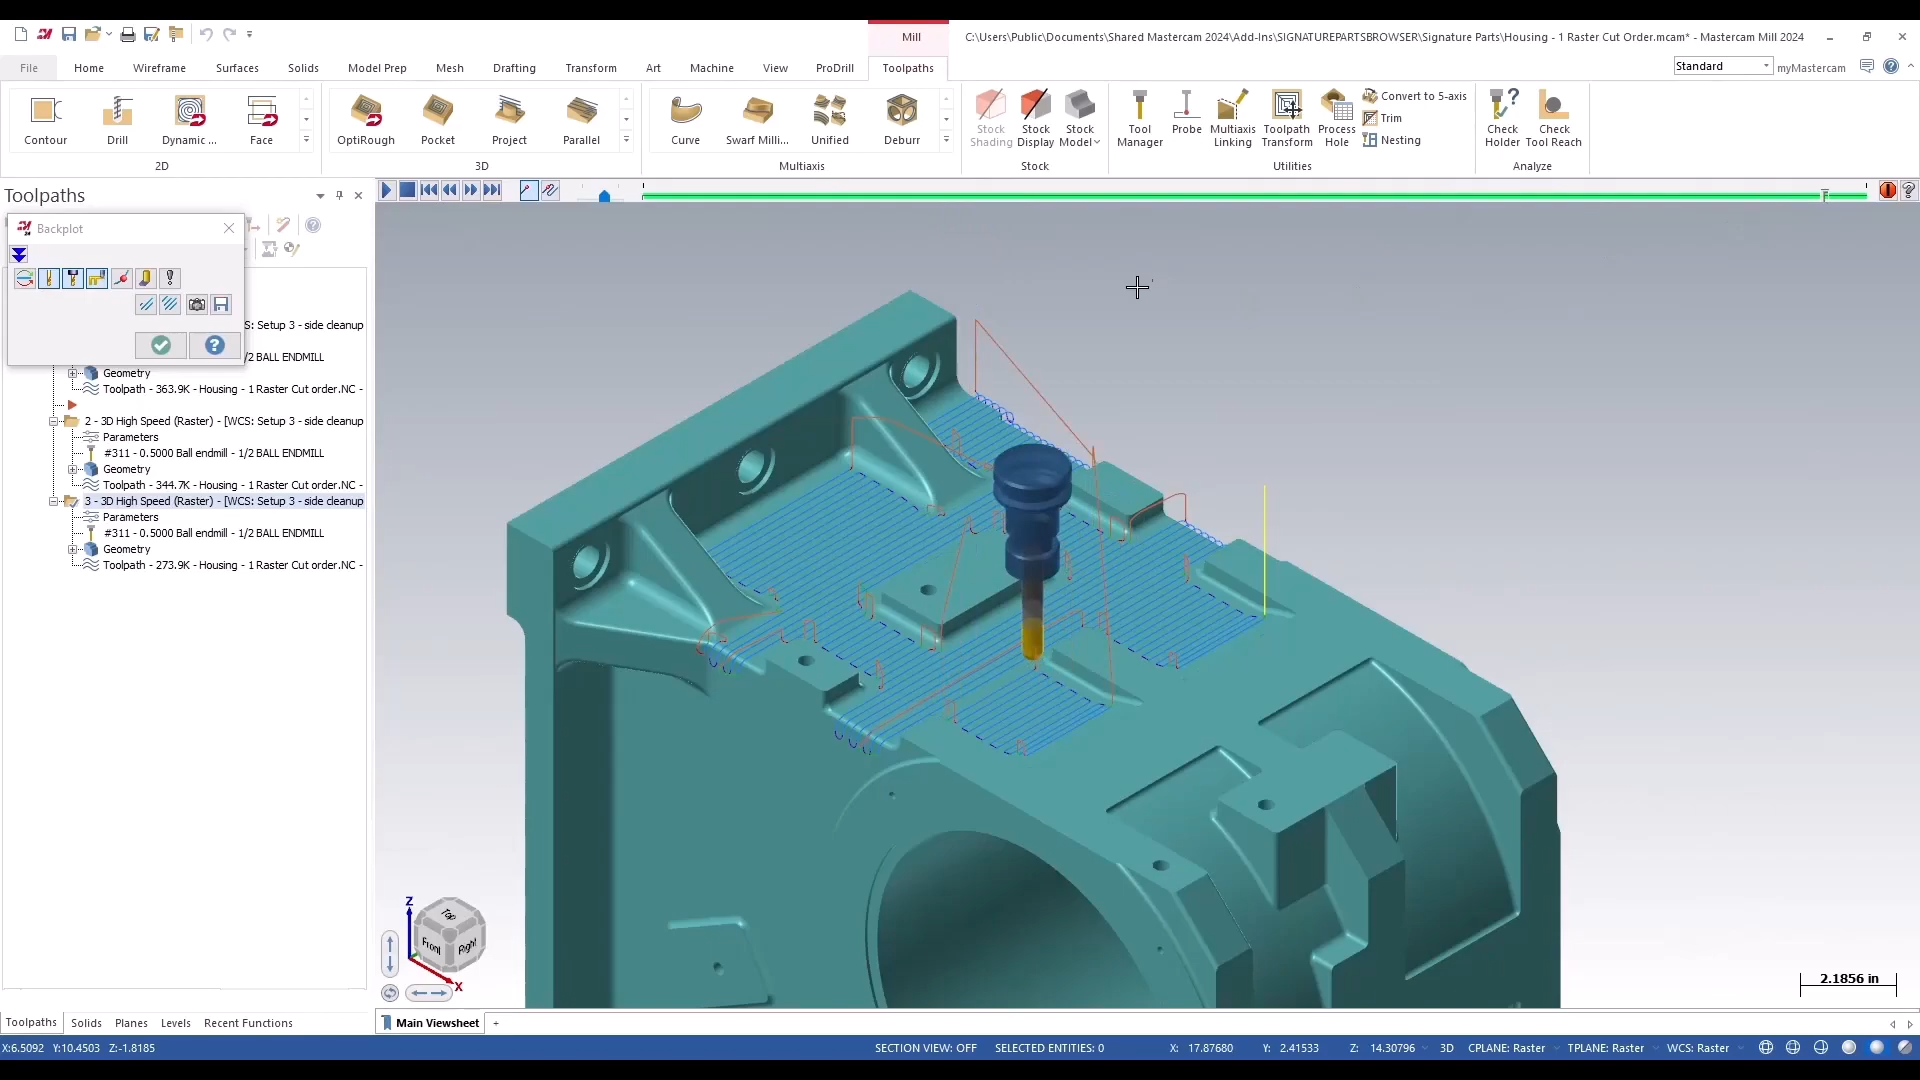 Mill
C:\Users\Public\Documents\Shared Mastercam 2024\Add-Ins\SIGNATUREPARTSBROWSER\Signature Parts\Housing - 1 Raster Cut Order.mcam* - Mastercam Mill 2024
File Home Wireframe Surfaces Solids Model Prep Mesh Drafting Transform Art Machine View ProDrill Toolpaths Standard myMastercam
Contour Drill Dynamic ... Face
2D
OptiRough Pocket Project Parallel
3D
Curve Swarf Milli... Unified Deburr
Multiaxis
Stock Shading Stock Display Stock Model
Stock
Tool Manager Probe Multiaxis Linking Toolpath Transform Process Hole
Convert to 5-axis
Trim
Nesting
Utilities
Check Holder Check Tool Reach
Analyze
Toolpaths
Backplot
S: Setup 3 - side cleanup
/2 BALL ENDMILL
Geometry
Toolpath - 363.9K - Housing - 1 Raster Cut order.NC -
2 - 3D High Speed (Raster) - [WCS: Setup 3 - side cleanup
Parameters
#311 - 0.5000 Ball endmill - 1/2 BALL ENDMILL
Geometry
Toolpath - 344.7K - Housing - 1 Raster Cut order.NC -
3 - 3D High Speed (Raster) - [WCS: Setup 3 - side cleanup
Parameters
#311 - 0.5000 Ball endmill - 1/2 BALL ENDMILL
Geometry
Toolpath - 273.9K - Housing - 1 Raster Cut order.NC -
Top
Front
Right
Z
X
2.1856 in
Toolpaths Solids Planes Levels Recent Functions
Main Viewsheet +
X:6.5092 Y:10.4503 Z:-1.8185
SECTION VIEW: OFF SELECTED ENTITIES: 0 X: 17.87680 Y: 2.41533 Z: 14.30796 3D CPLANE: Raster TPLANE: Raster WCS: Raster